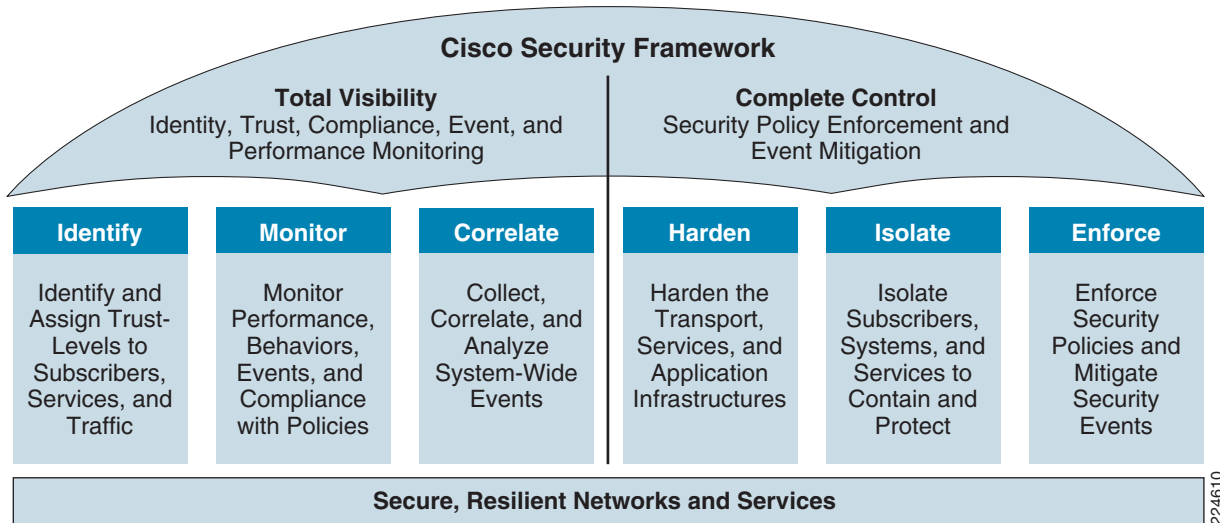 Cisco Security Framework
Total Visibility
Identity, Trust, Compliance, Event, and
Performance Monitoring
Complete Control
Security Policy Enforcement and
Event Mitigation
Identify
Identify and
Assign Trust-
Levels to
Subscribers,
Services, and
Traffic
Monitor
Monitor
Performance,
Behaviors,
Events, and
Compliance
with Policies
Correlate
Collect,
Correlate, and
Analyze
System-Wide
Events
Harden
Harden the
Transport,
Services, and
Application
Infrastructures
Isolate
Isolate
Subscribers,
Systems, and
Services to
Contain and
Protect
Enforce
Enforce
Security
Policies and
Mitigate
Security
Events
Secure, Resilient Networks and Services
224610